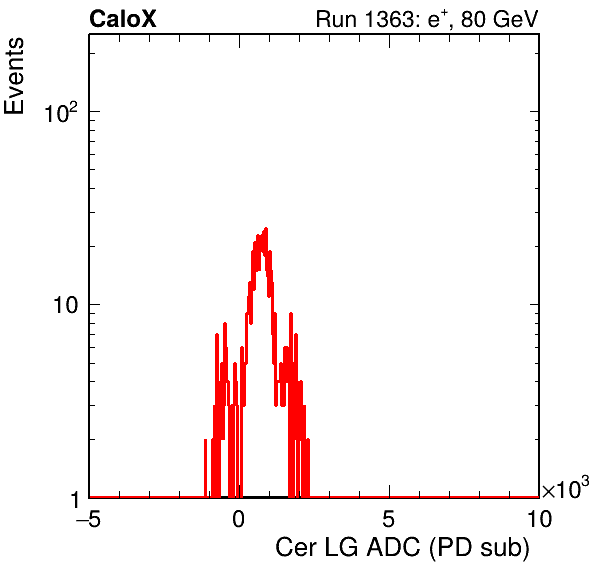 CaloX Run 1363: e⁺, 80 GeV
Events
10²
10
1
−5 0 5 10
×10³
Cer LG ADC (PD sub)